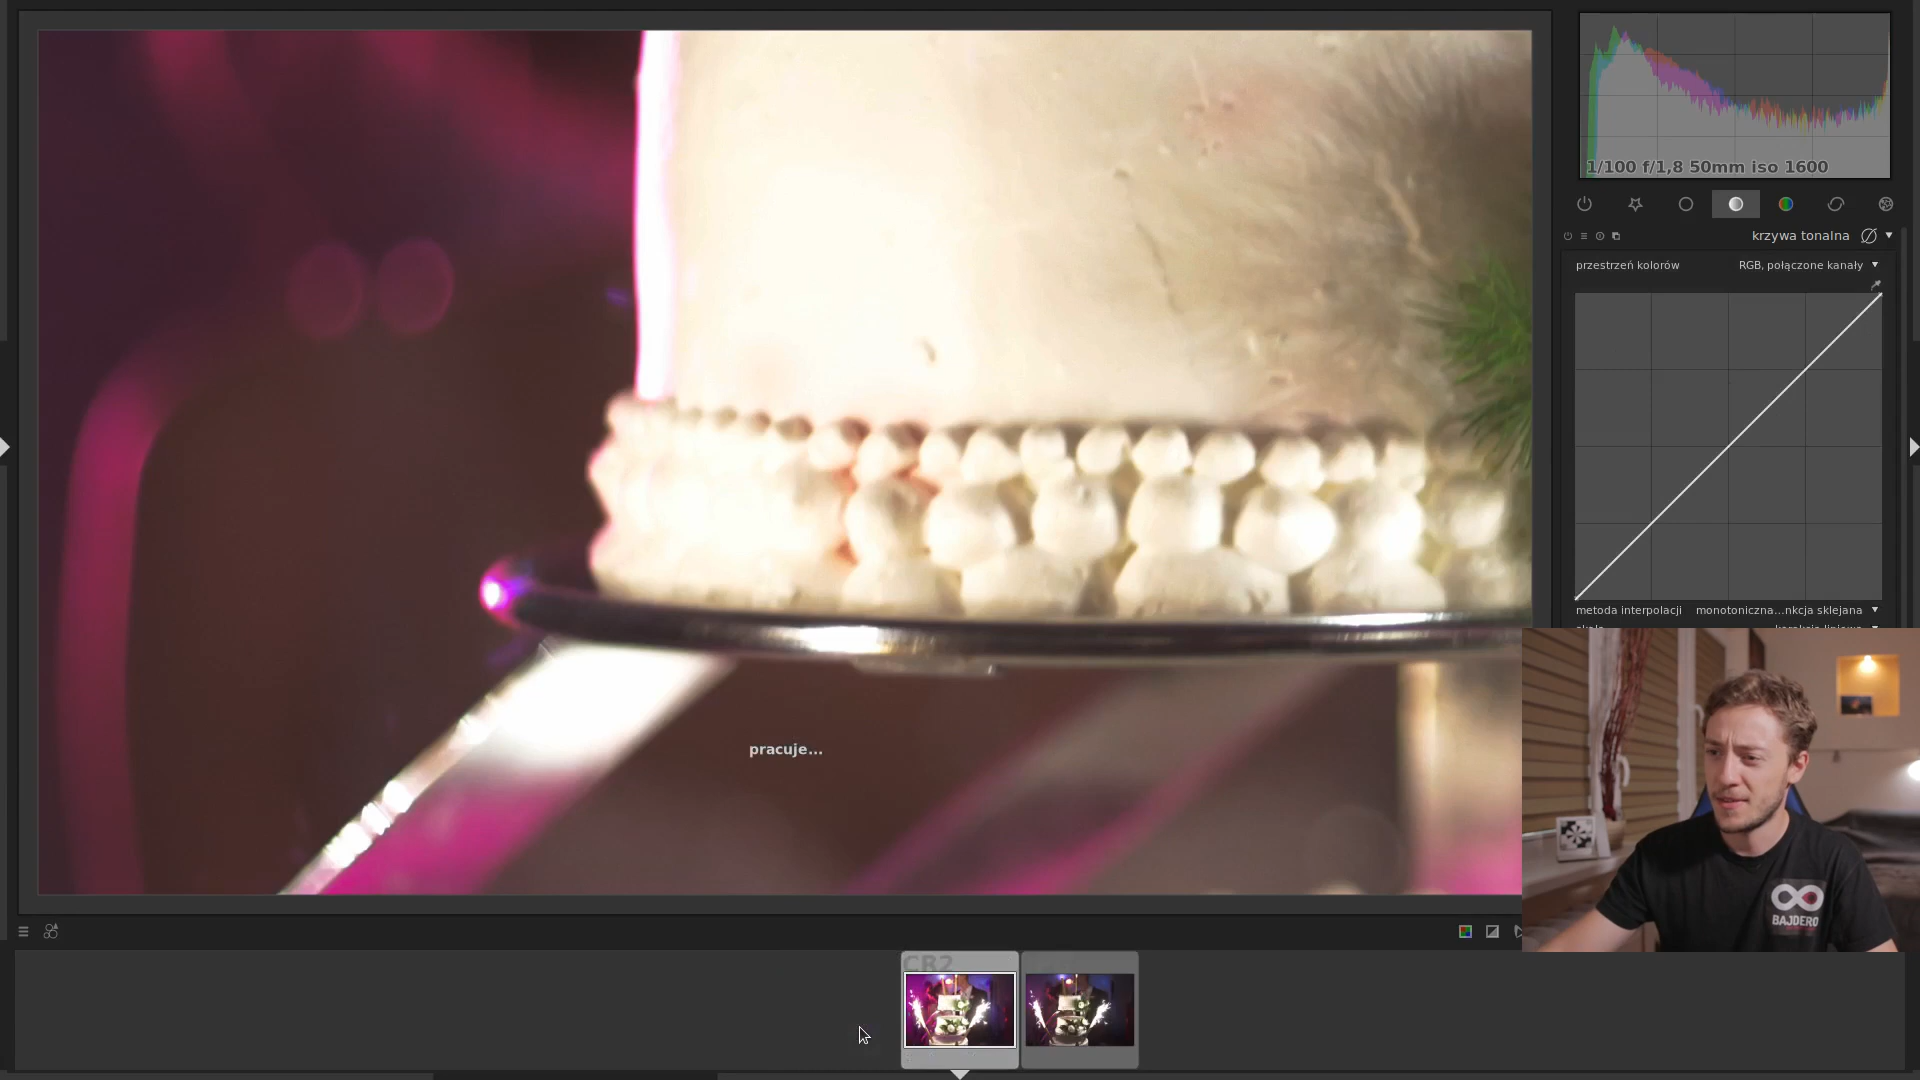 1/100 f/1,8 50mm iso 1600
krzywa tonalna
przestrzeń kolorów RGB, połączone kanały
metoda interpolacji monotoniczna...nkcja sklejana
pracuje...
BAJDERO
CR2